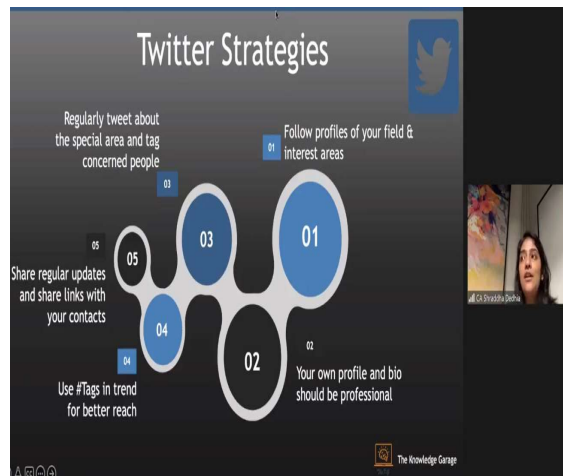 Twitter Strategies
Regularly tweet about
the special area and tag
concerned people
03
01
Follow profiles of your field &
interest areas
05
Share regular updates
and share links with
your contacts
05
03
01
04
02
04
Use #Tags in trend
for better reach
02
Your own profile and bio
should be professional
The Knowledge Garage
CA Shraddha Dedhia